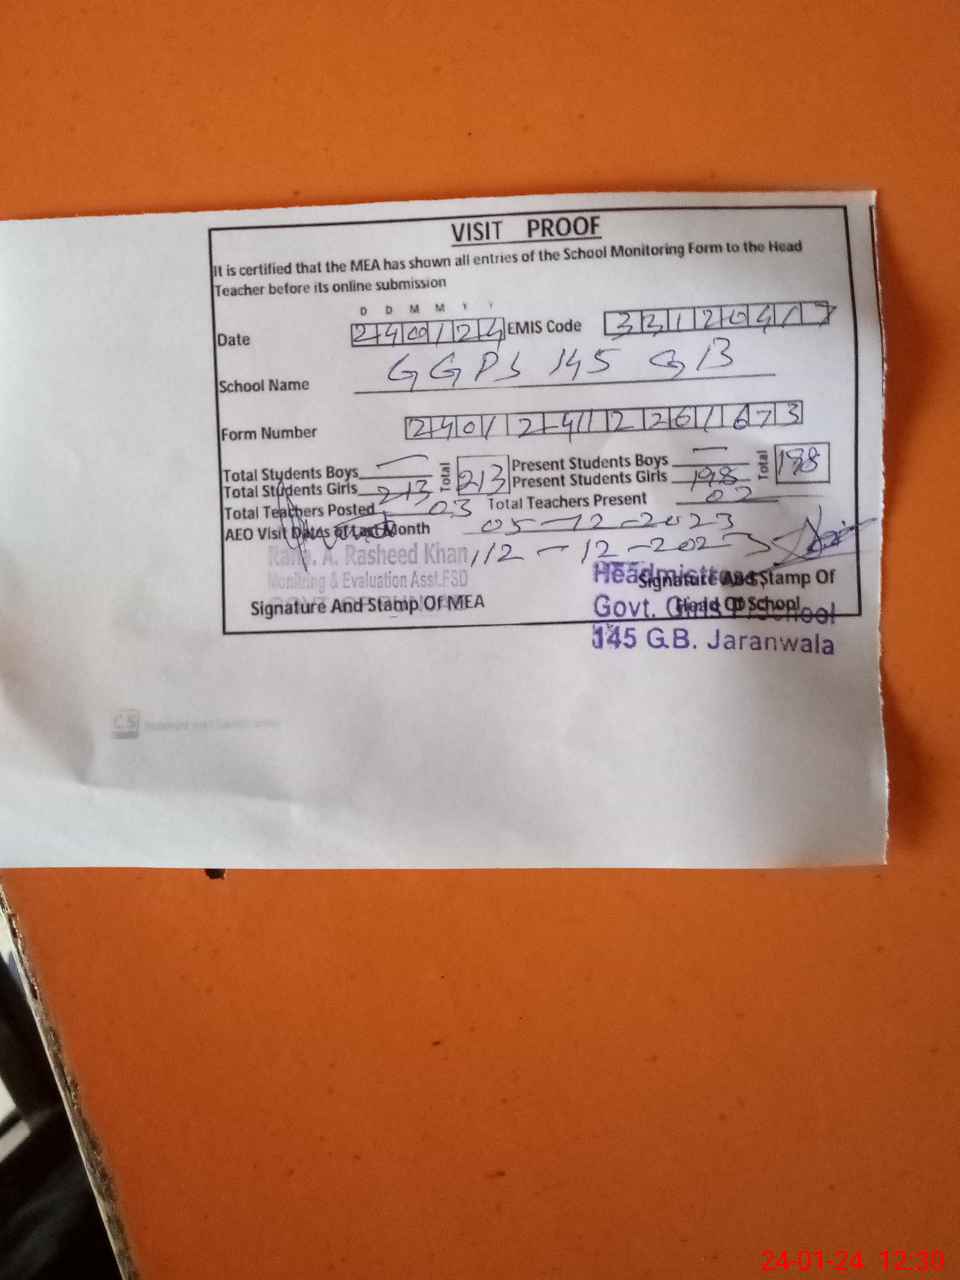 VISIT PROOF
It is certified that the MEA has shown all entries of the School Monitoring Form to the Head
Teacher before its online submission
D D M M Y Y
Date 240124 EMIS Code 33120417
School Name GGPS 145 GB
Form Number
Total Students Boys — Total 213 Present Students Boys — Total 198
Total Students Girls 213 Present Students Girls 198
Total Teachers Posted 03 Total Teachers Present 02
AEO Visit Dates of Last Month 05-12-2023
12-12-2023
Rana. A. Rasheed Khan
Monitring & Evaluation Asst.FSD
Signature And Stamp Of MEA
Signature And Stamp Of
Head Of School
Headmistress
Govt. Girls P/School
145 G.B. Jaranwala
CS
24-01-24 12:30